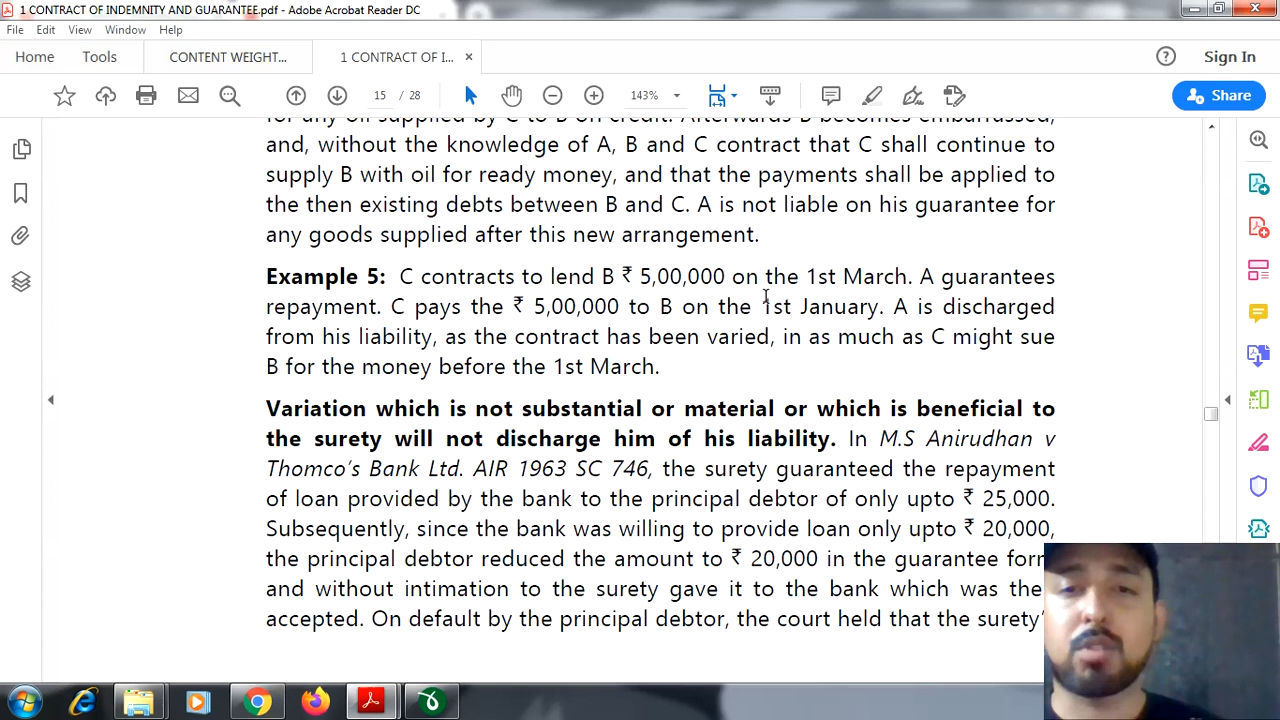 1 CONTRACT OF INDEMNITY AND GUARANTEE.pdf - Adobe Acrobat Reader DC
File Edit View Window Help
Home Tools CONTENT WEIGHT... 1 CONTRACT OF I... × Sign In
15 / 28 143% Share
for any oil supplied by C to B on credit. Afterwards B becomes embarrassed,
and, without the knowledge of A, B and C contract that C shall continue to
supply B with oil for ready money, and that the payments shall be applied to
the then existing debts between B and C. A is not liable on his guarantee for
any goods supplied after this new arrangement.
Example 5: C contracts to lend B ₹ 5,00,000 on the 1st March. A guarantees
repayment. C pays the ₹ 5,00,000 to B on the 1st January. A is discharged
from his liability, as the contract has been varied, in as much as C might sue
B for the money before the 1st March.
Variation which is not substantial or material or which is beneficial to
the surety will not discharge him of his liability. In M.S Anirudhan v
Thomco's Bank Ltd. AIR 1963 SC 746, the surety guaranteed the repayment
of loan provided by the bank to the principal debtor of only upto ₹ 25,000.
Subsequently, since the bank was willing to provide loan only upto ₹ 20,000,
the principal debtor reduced the amount to ₹ 20,000 in the guarantee form
and without intimation to the surety gave it to the bank which was the
accepted. On default by the principal debtor, the court held that the surety'